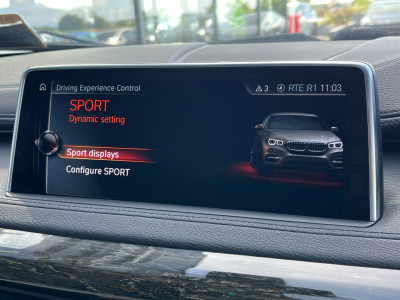 Driving Experience Control
3 RTE R1 11:03
SPORT
Dynamic setting
Sport displays
Configure SPORT